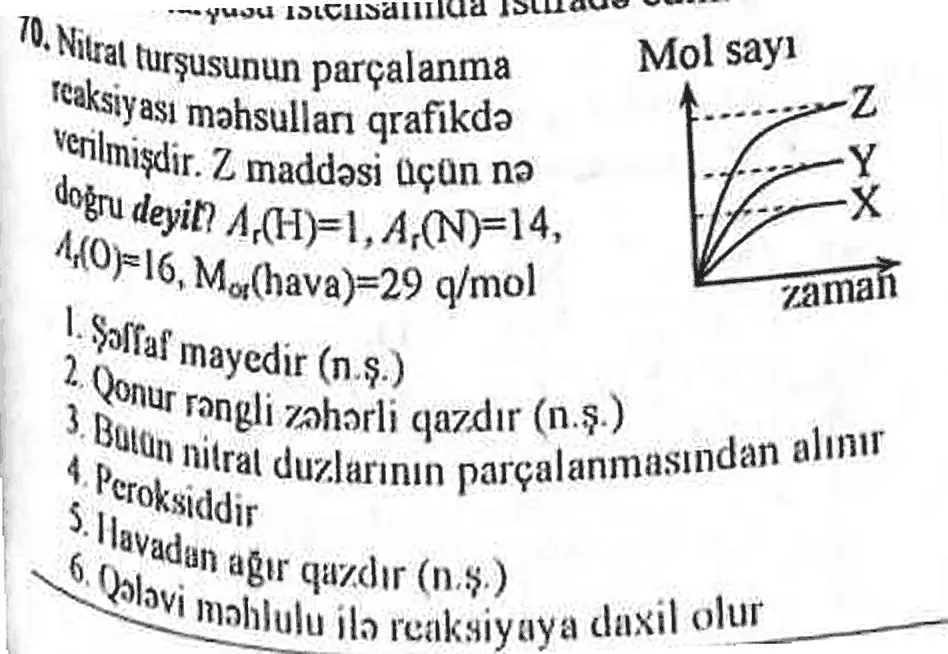 70. Nitrat turşusunun parçalanma
reaksiyası məhsulları qrafikdə
verilmişdir. Z maddəsi üçün nə
doğru deyil? Aᵣ(H)=1, Aᵣ(N)=14,
Aᵣ(O)=16, Mₒᵣ(hava)=29 q/mol
Mol sayı
Z
Y
X
zaman
1. Şəffaf mayedir (n.ş.)
2. Qonur rəngli zəhərli qazdır (n.ş.)
3. Bütün nitrat duzlarının parçalanmasından alınır
4. Peroksiddir
5. Havadan ağır qazdır (n.ş.)
6. Qələvi məhlulu ilə reaksiyaya daxil olur